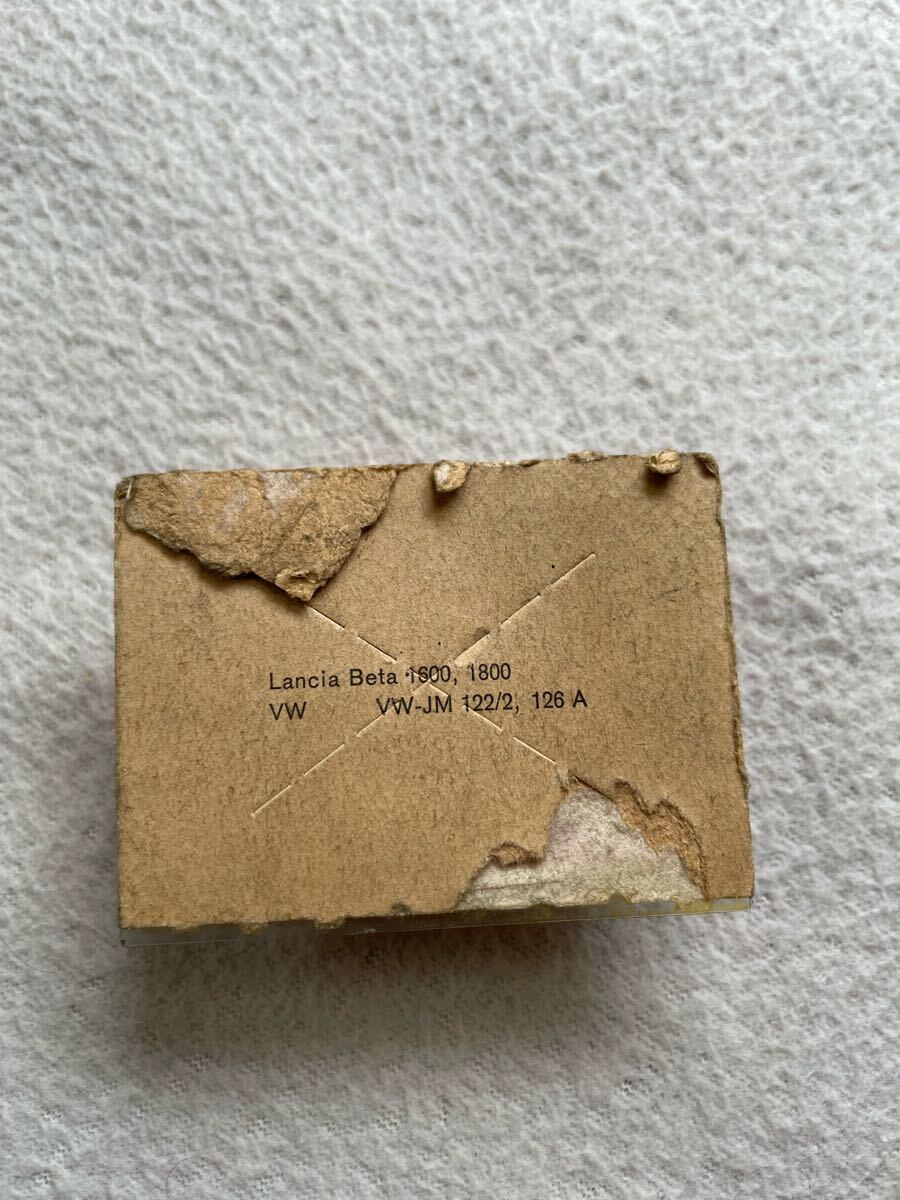 Lancia Beta 1600, 1800
VW VW-JM 122/2, 126 A